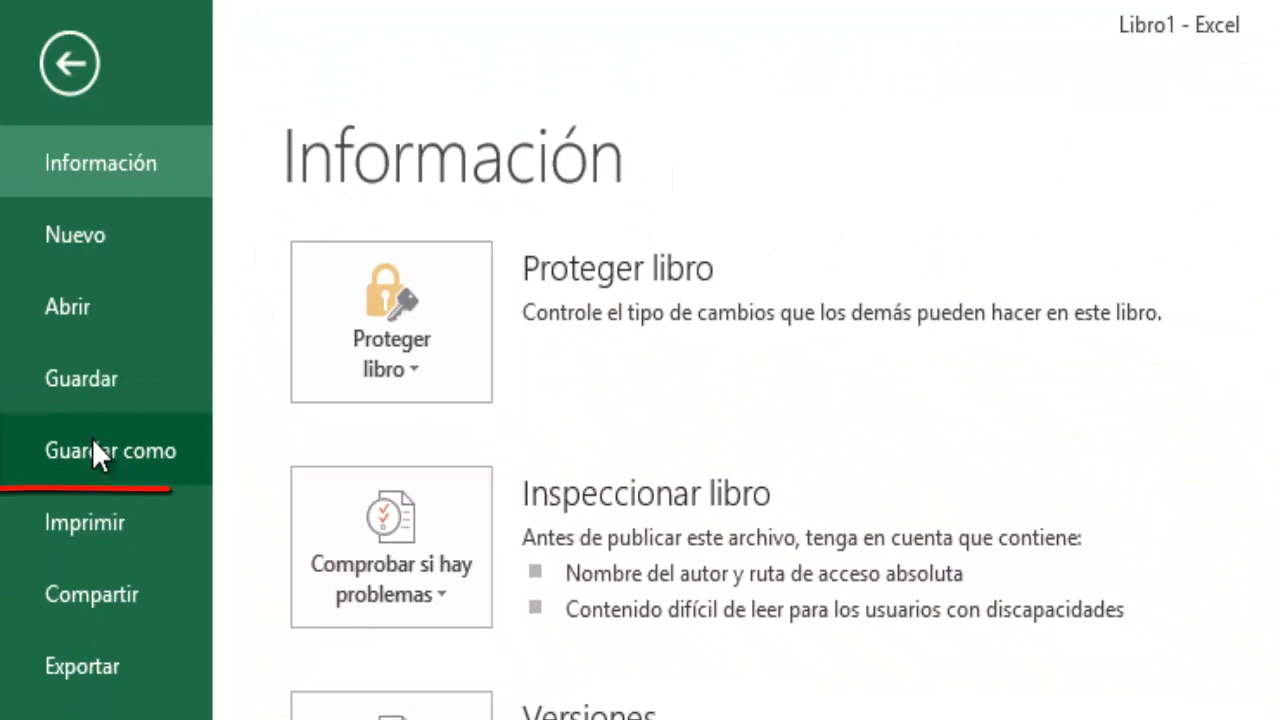 Libro1 - Excel
Información
Nuevo
Abrir
Guardar
Guardar como
Imprimir
Compartir
Exportar
Información
Proteger
libro
Proteger libro
Controle el tipo de cambios que los demás pueden hacer en este libro.
Comprobar si hay
problemas
Inspeccionar libro
Antes de publicar este archivo, tenga en cuenta que contiene:
Nombre del autor y ruta de acceso absoluta
Contenido difícil de leer para los usuarios con discapacidades
Versiones